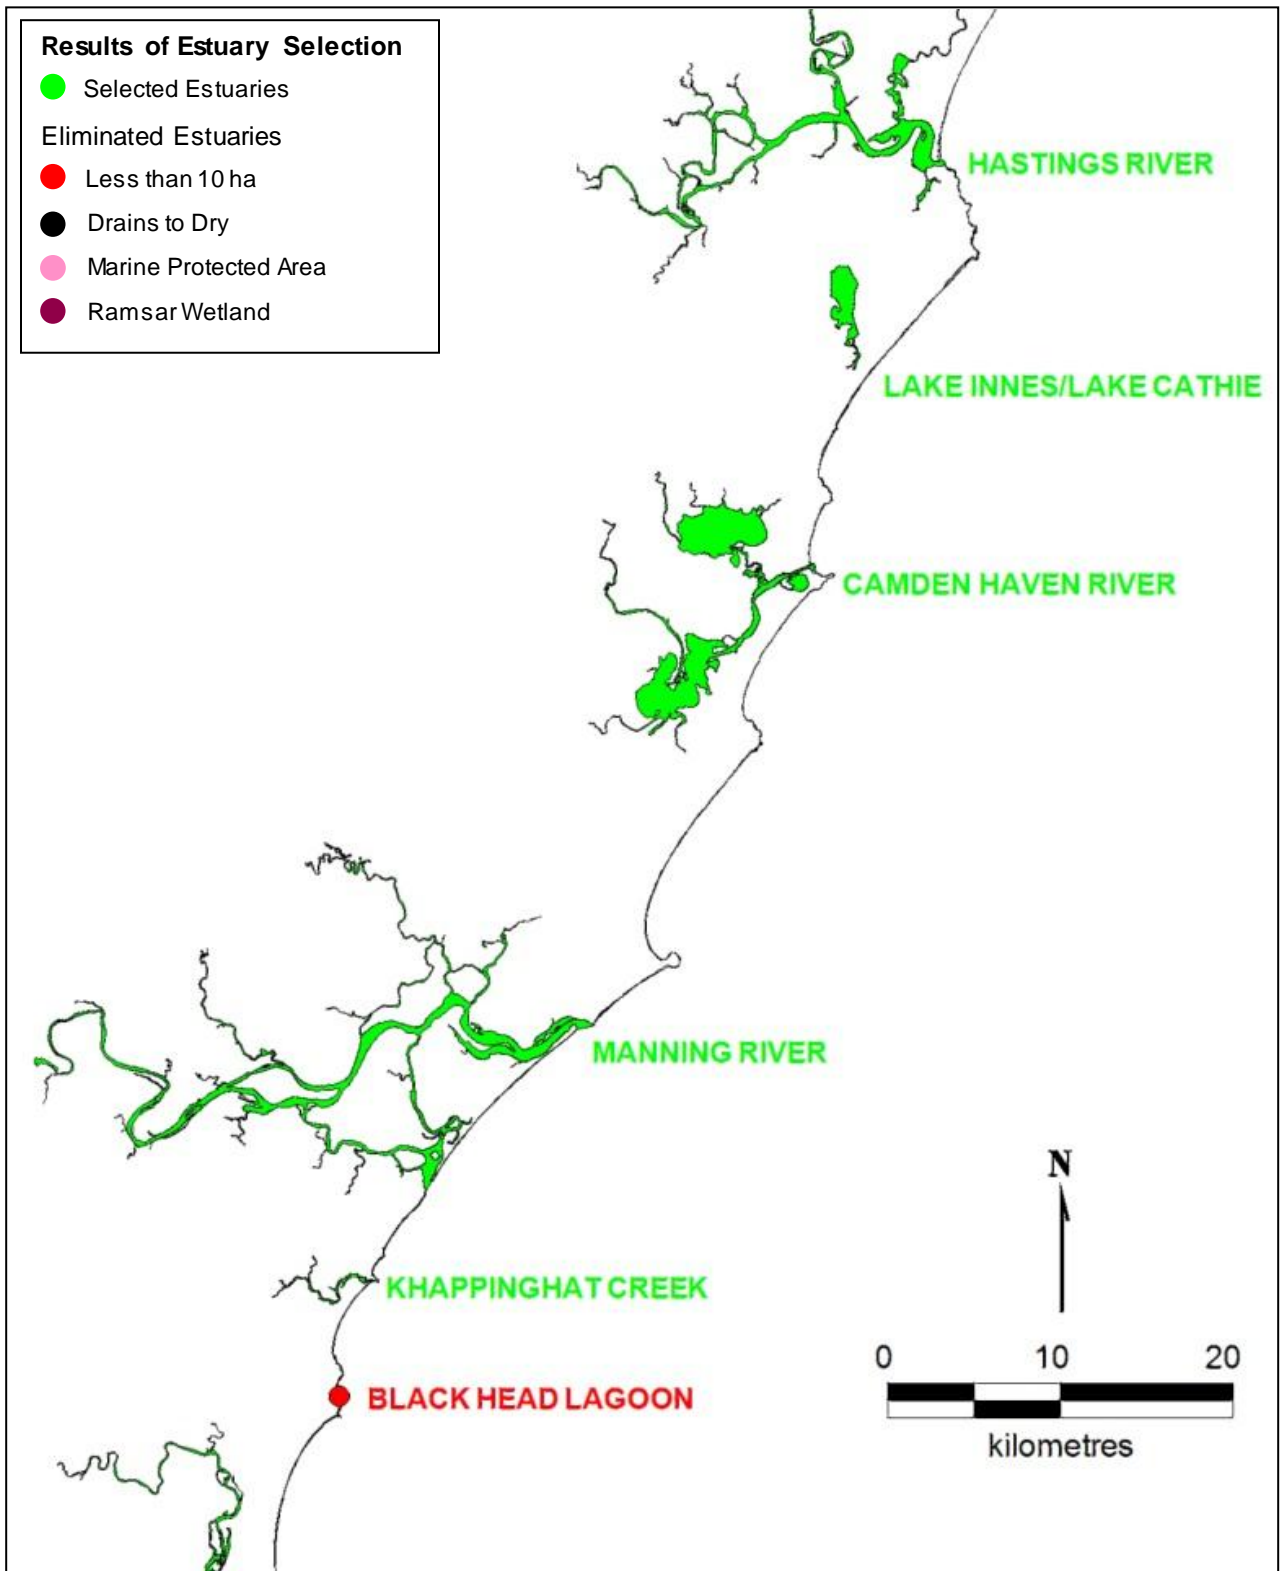 Results of Estuary Selection
Selected Estuaries
Eliminated Estuaries
Less than 10 ha
Drains to Dry
Marine Protected Area
Ramsar Wetland
HASTINGS RIVER
LAKE INNES/LAKE CATHIE
CAMDEN HAVEN RIVER
MANNING RIVER
N
KHAPPINGHAT CREEK
0 10 20
BLACK HEAD LAGOON
kilometres